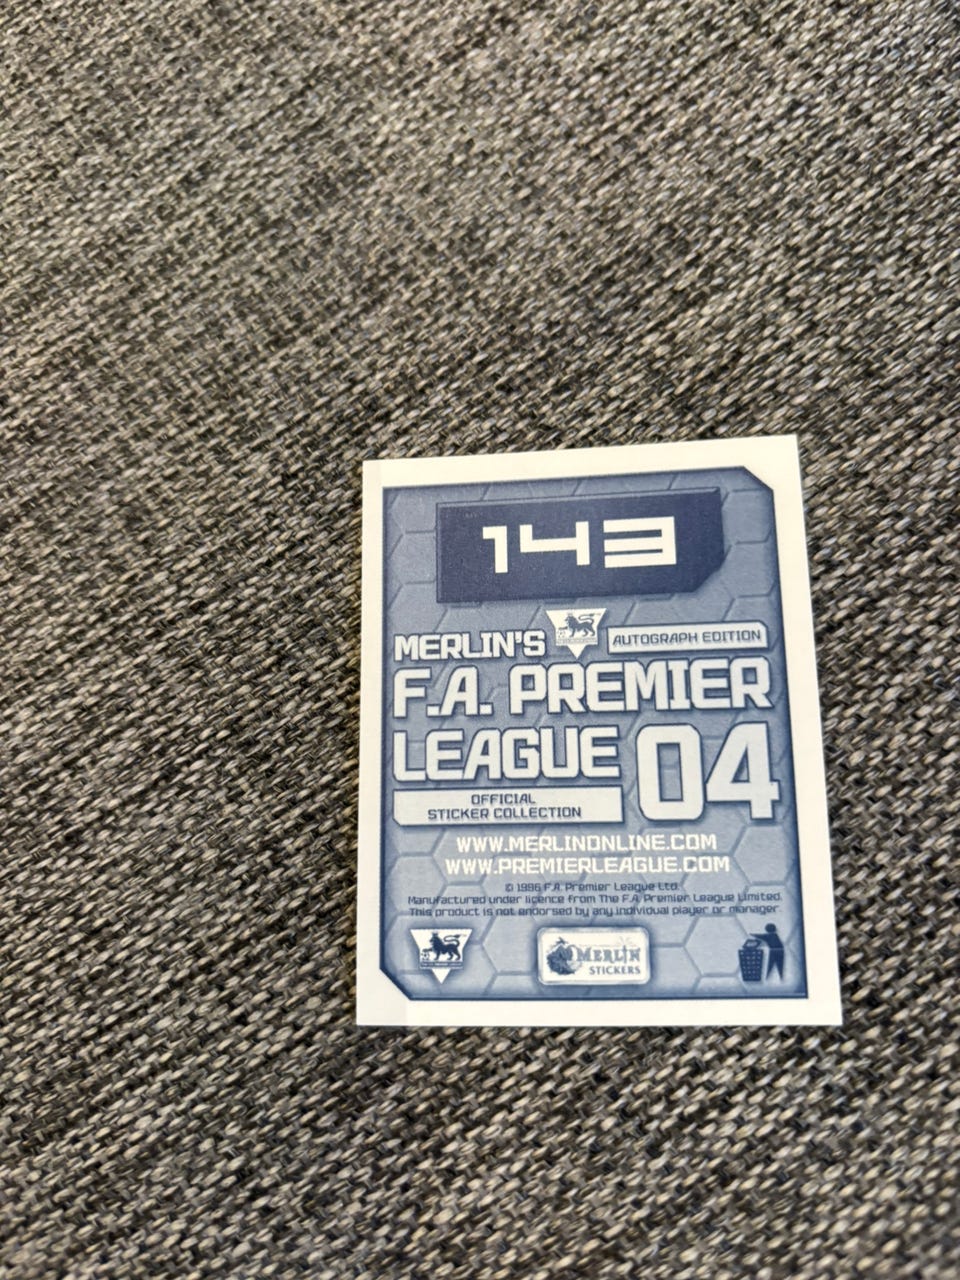 143
MERLIN'S
AUTOGRAPH EDITION
F.A. PREMIER
LEAGUE 04
OFFICIAL
STICKER COLLECTION
WWW.MERLINONLINE.COM
WWW.PREMIERLEAGUE.COM
© 1996 F.A. Premier League Ltd.
Manufactured under licence from The F.A. Premier League Limited.
This product is not endorsed by any individual player or manager.
MERLIN
STICKERS